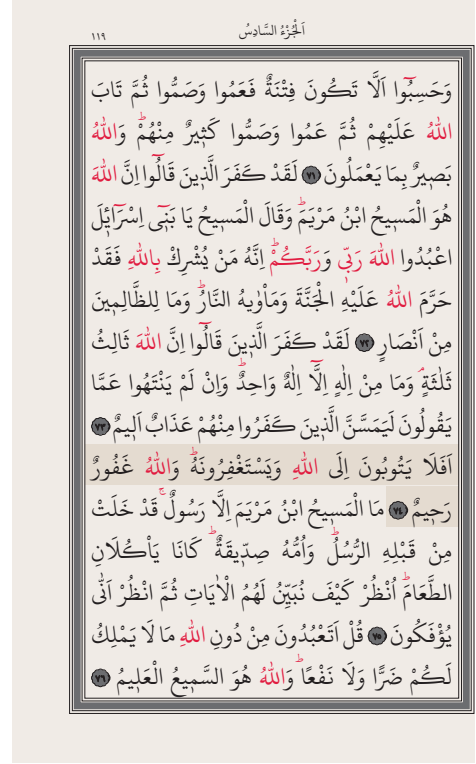 اَلْجُزْءُ السَّادِسُ
١١٩
وَحَسِبُٓوا اَلَّا تَكُونَ فِتْنَةٌ فَعَمُوا وَصَمُّوا ثُمَّ تَابَ
اللّٰهُ عَلَيْهِمْ ثُمَّ عَمُوا وَصَمُّوا كَث۪يرٌ مِنْهُمْۜ وَاللّٰهُ
بَص۪يرٌ بِمَا يَعْمَلُونَ ﴿٧١﴾ لَقَدْ كَفَرَ الَّذ۪ينَ قَالُٓوا اِنَّ اللّٰهَ
هُوَ الْمَس۪يحُ ابْنُ مَرْيَمَۜ وَقَالَ الْمَس۪يحُ يَا بَن۪ٓي اِسْرَٓائ۪لَ
اعْبُدُوا اللّٰهَ رَبّ۪ي وَرَبَّكُمْۜ اِنَّهُ مَنْ يُشْرِكْ بِاللّٰهِ فَقَدْ
حَرَّمَ اللّٰهُ عَلَيْهِ الْجَنَّةَ وَمَأْوٰيهُ النَّارُۜ وَمَا لِلظَّالِم۪ينَ
مِنْ اَنْصَارٍ ﴿٧٢﴾ لَقَدْ كَفَرَ الَّذ۪ينَ قَالُٓوا اِنَّ اللّٰهَ ثَالِثُ
ثَلٰثَةٍۢ وَمَا مِنْ اِلٰهٍ اِلَّٓا اِلٰهٌ وَاحِدٌۜ وَاِنْ لَمْ يَنْتَهُوا عَمَّا
يَقُولُونَ لَيَمَسَّنَّ الَّذ۪ينَ كَفَرُوا مِنْهُمْ عَذَابٌ اَل۪يمٌ ﴿٧٣﴾
اَفَلَا يَتُوبُونَ اِلَى اللّٰهِ وَيَسْتَغْفِرُونَهُۜ وَاللّٰهُ غَفُورٌ
رَح۪يمٌ ﴿٧٤﴾ مَا الْمَس۪يحُ ابْنُ مَرْيَمَ اِلَّا رَسُولٌۚ قَدْ خَلَتْ
مِنْ قَبْلِهِ الرُّسُلُۜ وَاُمُّهُ صِدّ۪يقَةٌۜ كَانَا يَأْكُلَانِ
الطَّعَامَۜ اُنْظُرْ كَيْفَ نُبَيِّنُ لَهُمُ الْاٰيَاتِ ثُمَّ انْظُرْ اَنّٰى
يُؤْفَكُونَ ﴿٧٥﴾ قُلْ اَتَعْبُدُونَ مِنْ دُونِ اللّٰهِ مَا لَا يَمْلِكُ
لَكُمْ ضَرًّا وَلَا نَفْعًاۜ وَاللّٰهُ هُوَ السَّم۪يعُ الْعَل۪يمُ ﴿٧٦﴾